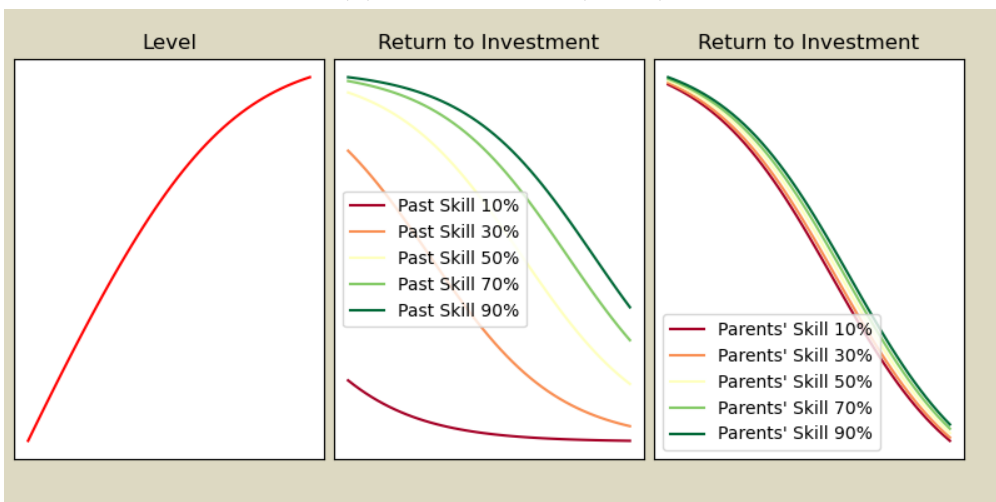 Level
Return to Investment
Return to Investment
Past Skill 10%
Past Skill 30%
Past Skill 50%
Past Skill 70%
Past Skill 90%
Parents' Skill 10%
Parents' Skill 30%
Parents' Skill 50%
Parents' Skill 70%
Parents' Skill 90%